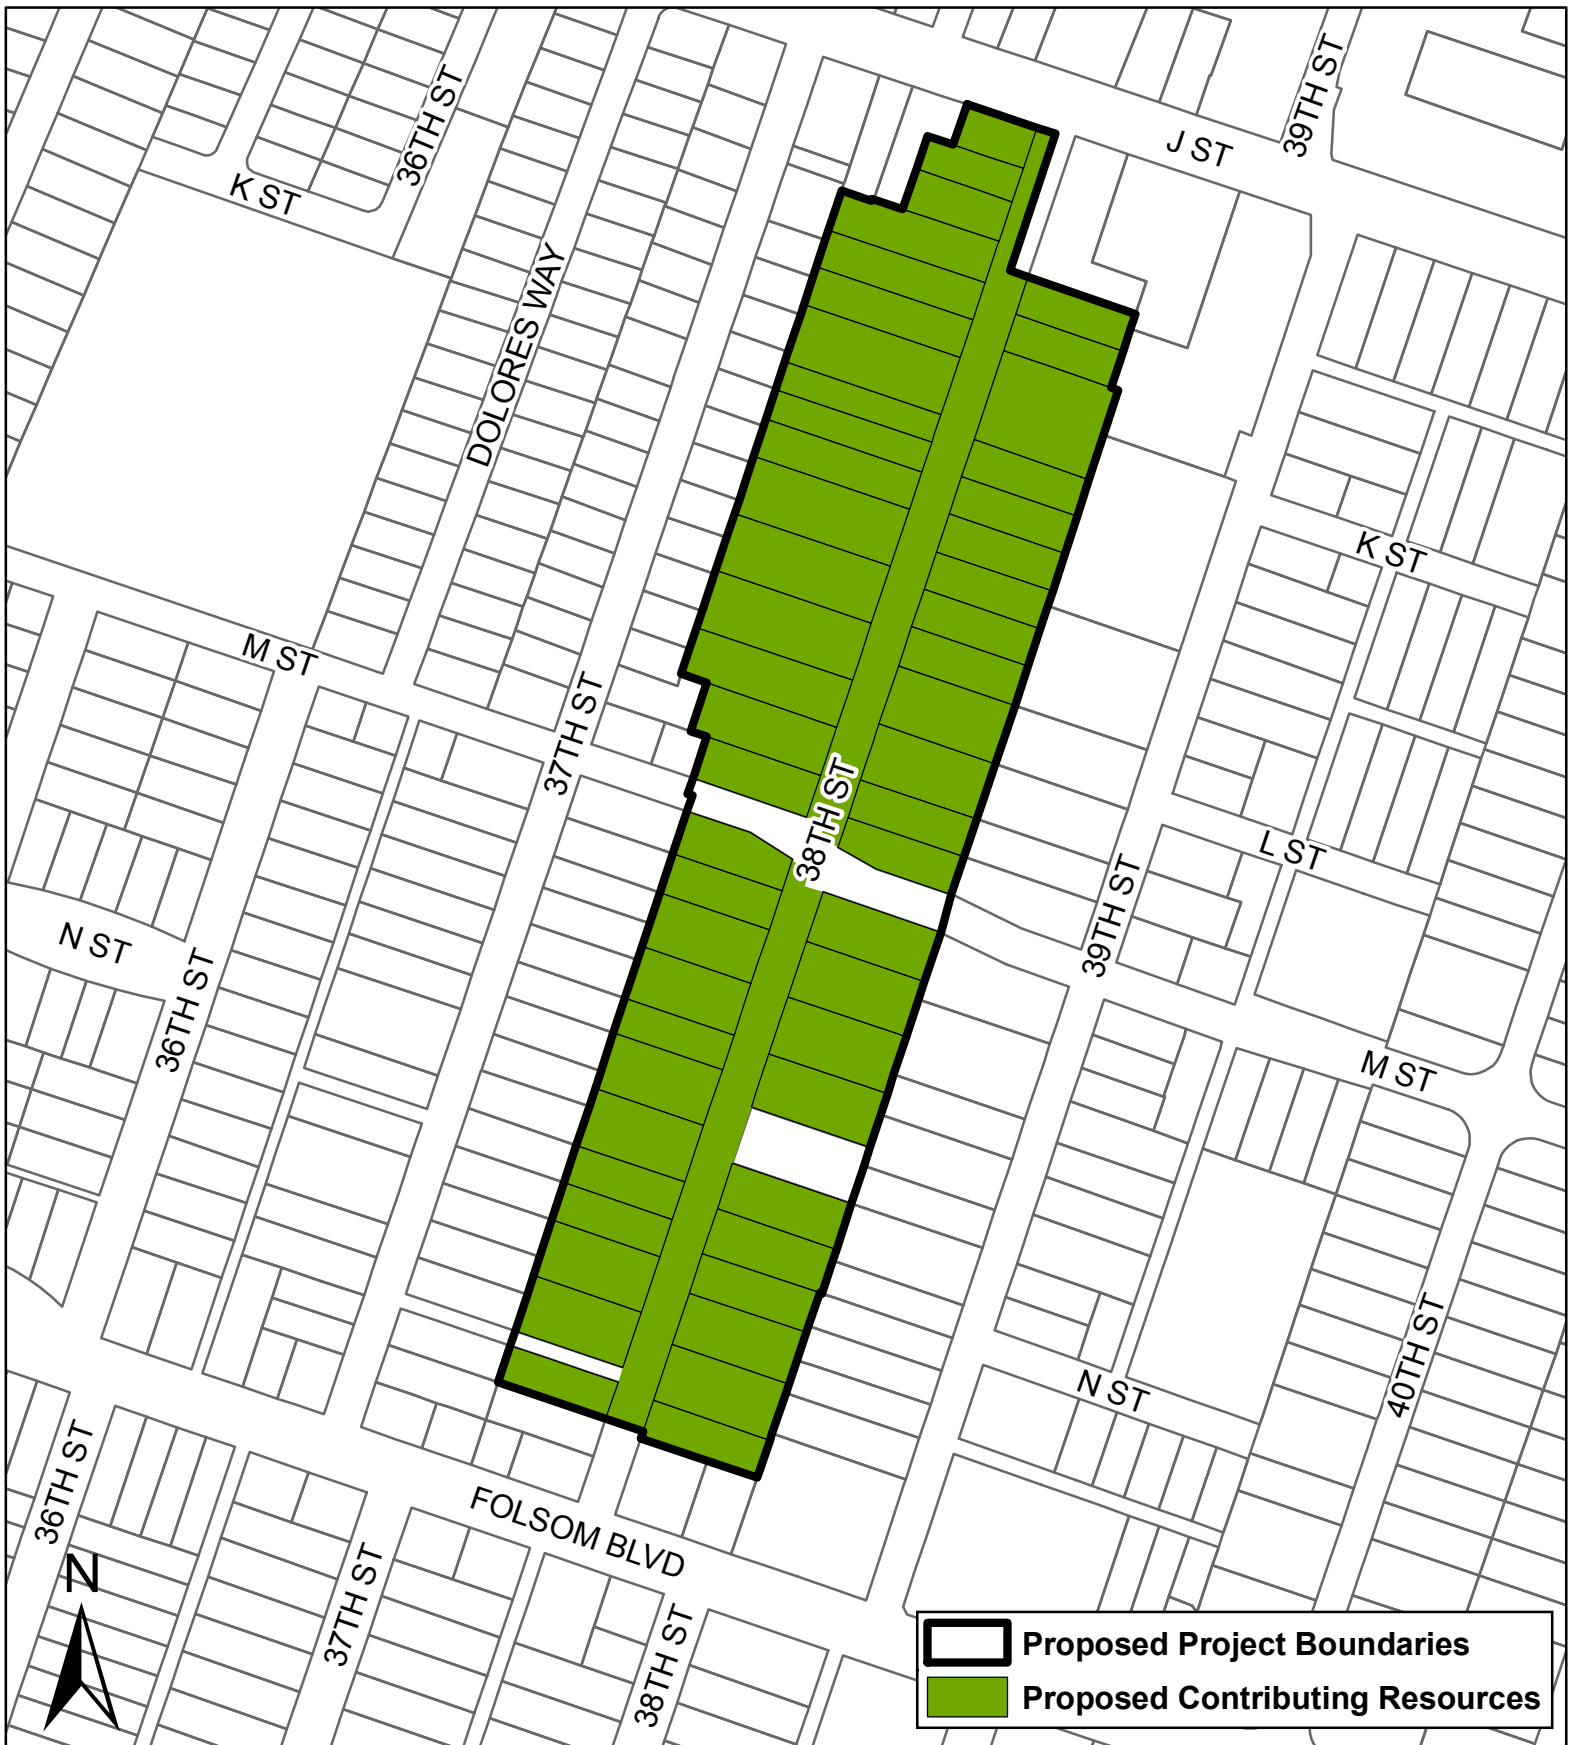 39TH ST
36TH ST
J ST
K ST
DOLORES WAY
K ST
M ST
37TH ST
38TH ST
L ST
39TH ST
N ST
36TH ST
M ST
40TH ST
N ST
36TH ST
FOLSOM BLVD
N
37TH ST
38TH ST
Proposed Project Boundaries
Proposed Contributing Resources